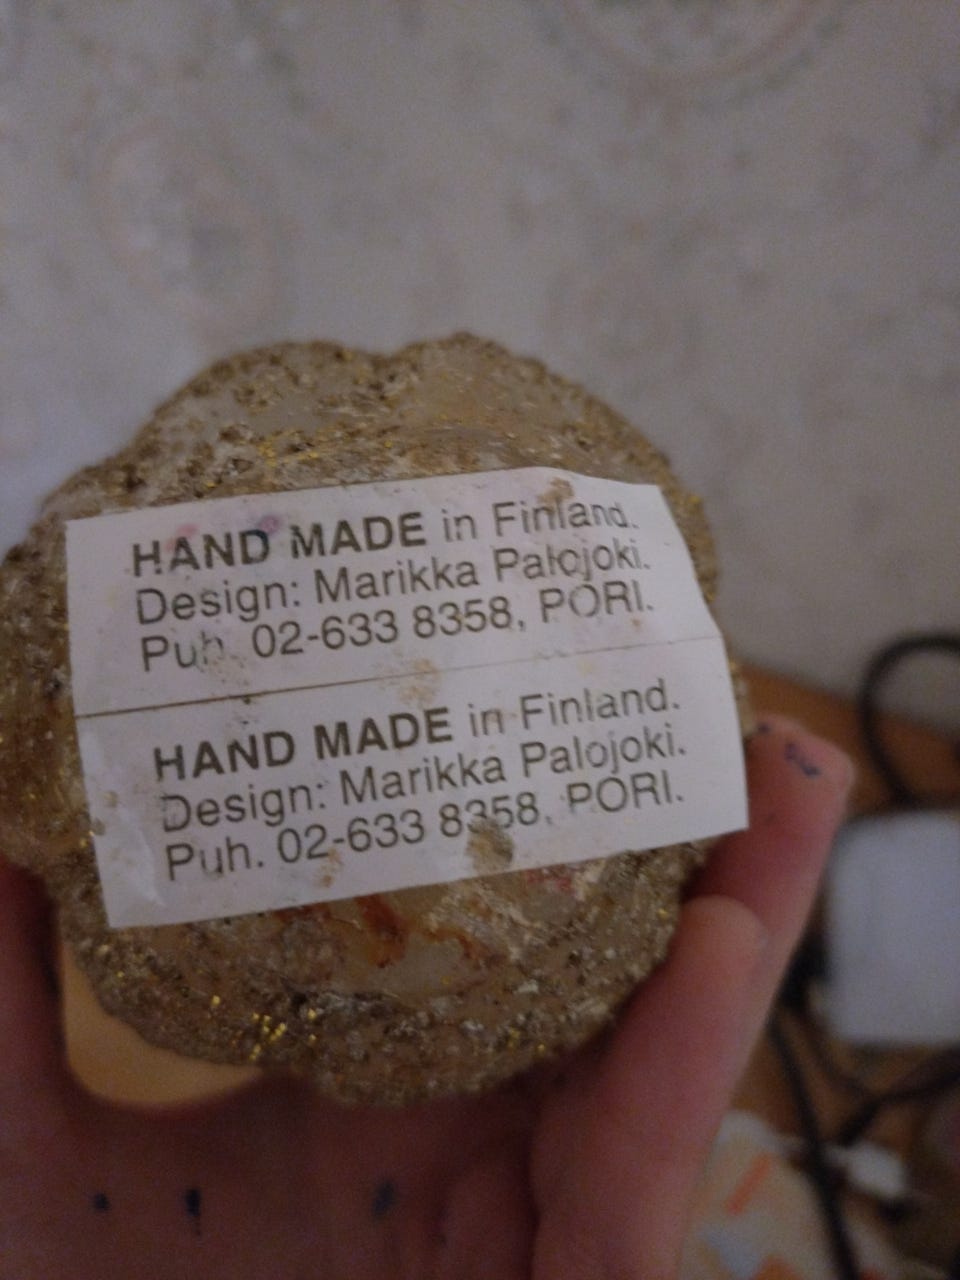 HAND MADE in Finland.
Design: Marikka Palojoki.
Puh. 02-633 8358, PORI.
HAND MADE in Finland.
Design: Marikka Palojoki.
Puh. 02-633 8358, PORI.